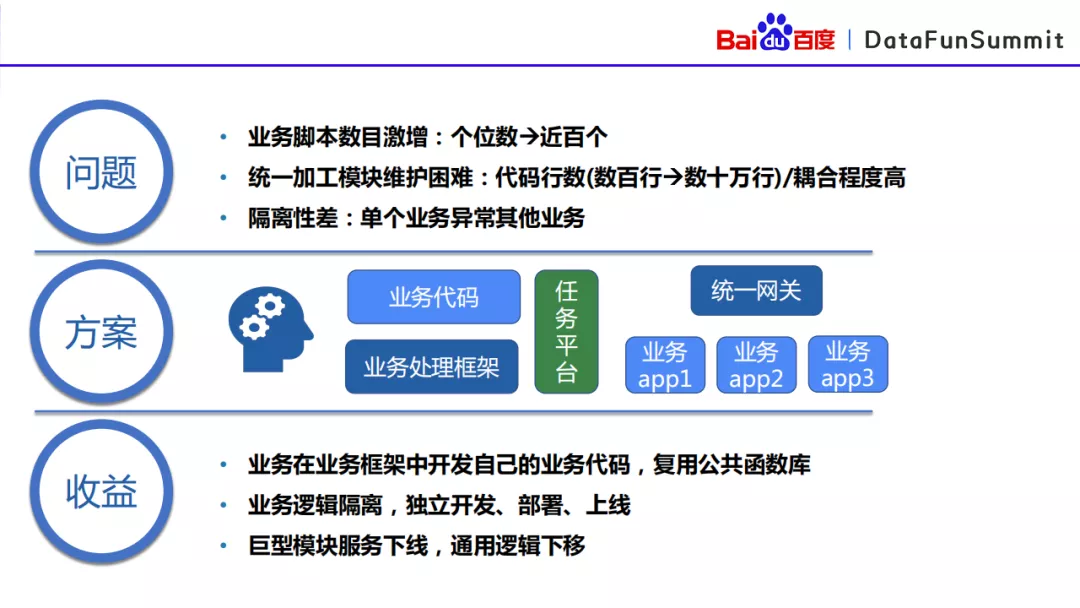 Bai du 百度 | DataFunSummit
问题
• 业务脚本数目激增：个位数→近百个
• 统一加工模块维护困难：代码行数(数百行→数十万行)/耦合程度高
• 隔离性差：单个业务异常其他业务
方案
业务代码
业务处理框架
任务平台
统一网关
业务
app1
业务
app2
业务
app3
收益
• 业务在业务框架中开发自己的业务代码，复用公共函数库
• 业务逻辑隔离，独立开发、部署、上线
• 巨型模块服务下线，通用逻辑下移